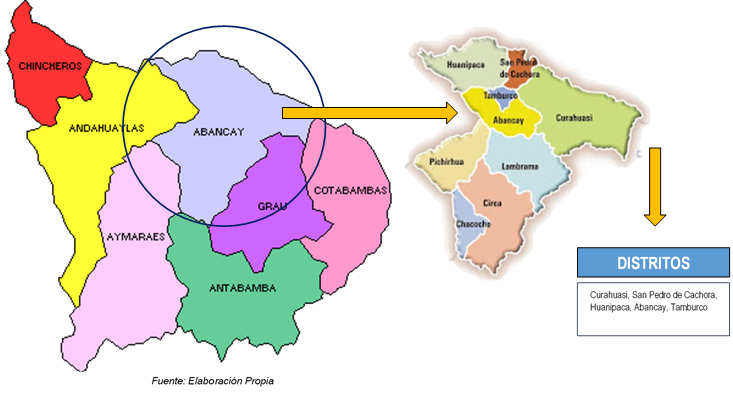 CHINCHEROS
ANDAHUAYLAS
ABANCAY
COTABAMBAS
GRAU
AYMARAES
ANTABAMBA
Huanipaca
San Pedro
de Cachora
Tamburco
Curahuasi
Abancay
Pichirhua
Lambrama
Circa
Chacoche
C
DISTRITOS
Curahuasi, San Pedro de Cachora,
Huanipaca, Abancay, Tamburco
Fuente: Elaboración Propia